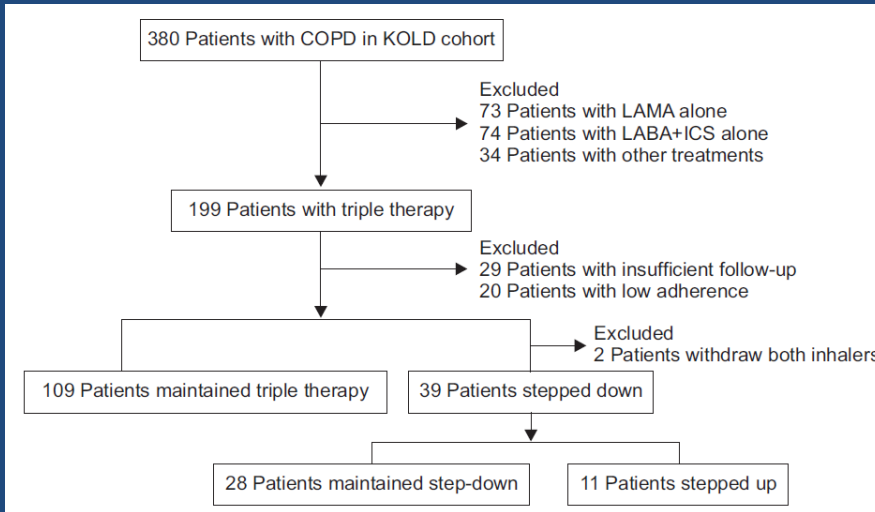 380 Patients with COPD in KOLD cohort
Excluded
73 Patients with LAMA alone
74 Patients with LABA+ICS alone
34 Patients with other treatments
199 Patients with triple therapy
Excluded
29 Patients with insufficient follow-up
20 Patients with low adherence
Excluded
2 Patients withdraw both inhalers
109 Patients maintained triple therapy
39 Patients stepped down
28 Patients maintained step-down
11 Patients stepped up